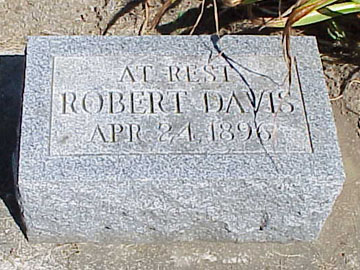 AT REST
ROBERT DAVIS
APR 24, 1896